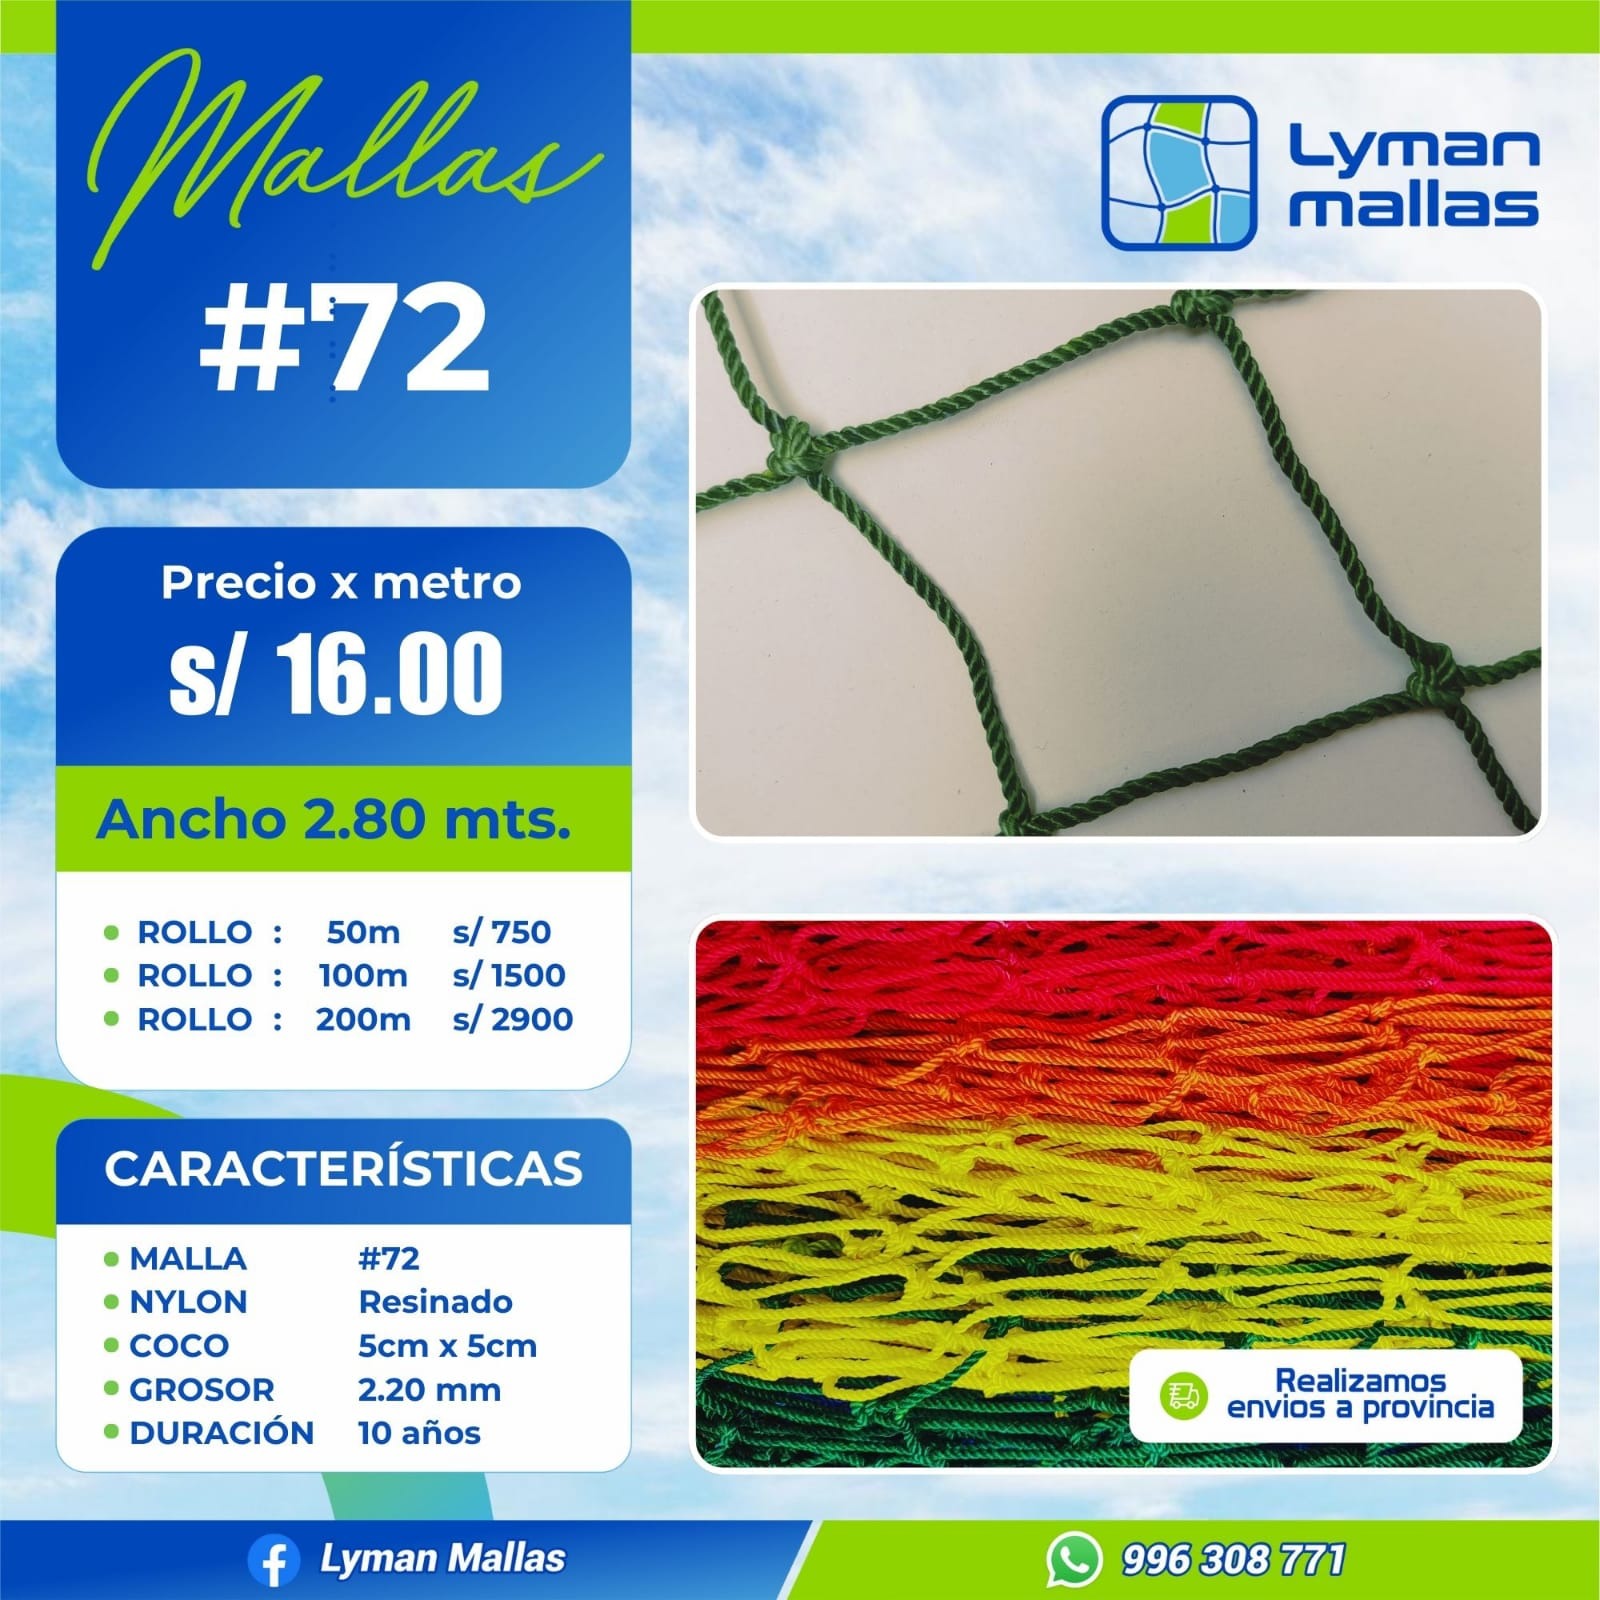 Mallas
#72
Lyman
mallas
Precio x metro
s/ 16.00
Ancho 2.80 mts.
ROLLO : 50m s/ 750
ROLLO : 100m s/ 1500
ROLLO : 200m s/ 2900
CARACTERÍSTICAS
MALLA #72
NYLON Resinado
COCO 5cm x 5cm
GROSOR 2.20 mm
DURACIÓN 10 años
Realizamos
envios a provincia
Lyman Mallas
996 308 771